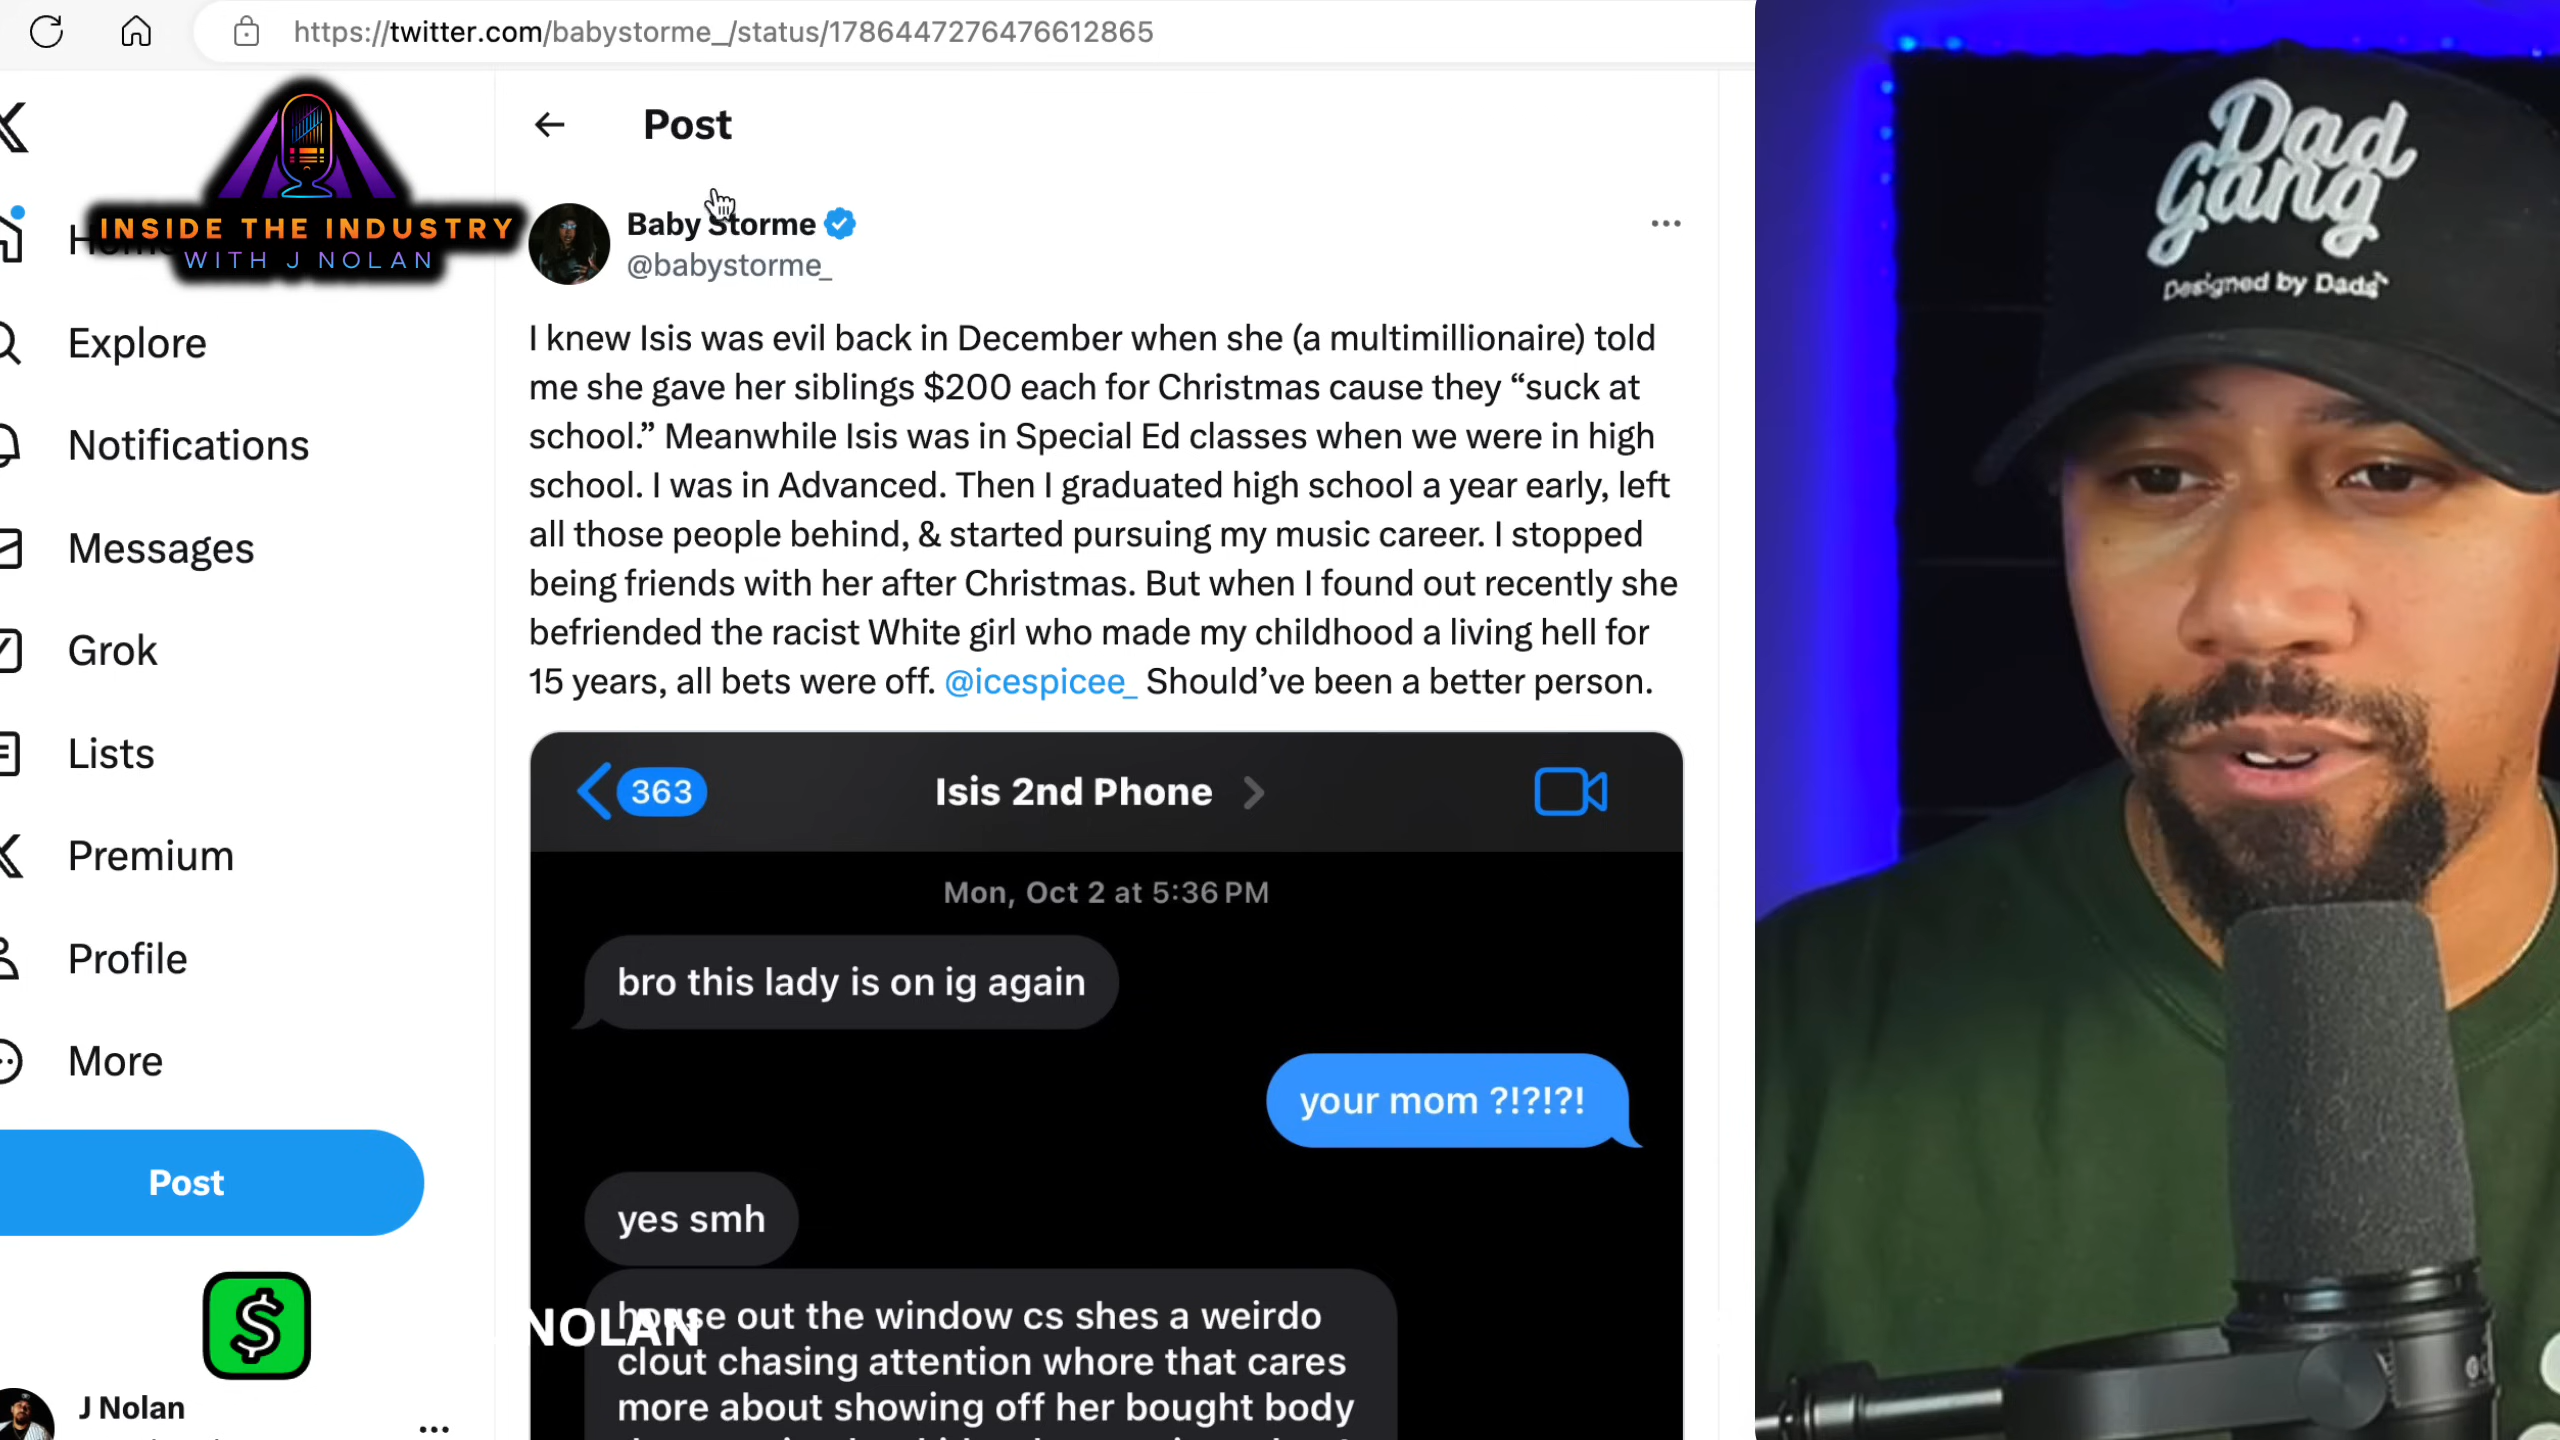 https://twitter.com/babystorme_/status/1786447276476612865
INSIDE THE INDUSTRY
WITH J NOLAN
Explore
Notifications
Messages
Grok
Lists
Premium
Profile
More
Post
J Nolan
Post
Baby Storme
@babystorme_
I knew Isis was evil back in December when she (a multimillionaire) told
me she gave her siblings $200 each for Christmas cause they “suck at
school.” Meanwhile Isis was in Special Ed classes when we were in high
school. I was in Advanced. Then I graduated high school a year early, left
all those people behind, & started pursuing my music career. I stopped
being friends with her after Christmas. But when I found out recently she
befriended the racist White girl who made my childhood a living hell for
15 years, all bets were off. @icespicee_ Should’ve been a better person.
363
Isis 2nd Phone
Mon, Oct 2 at 5:36 PM
bro this lady is on ig again
your mom ?!?!?!
yes smh
house out the window cs shes a weirdo
NOLAN
clout chasing attention whore that cares
more about showing off her bought body
Dad
Gang
Designed by Dads